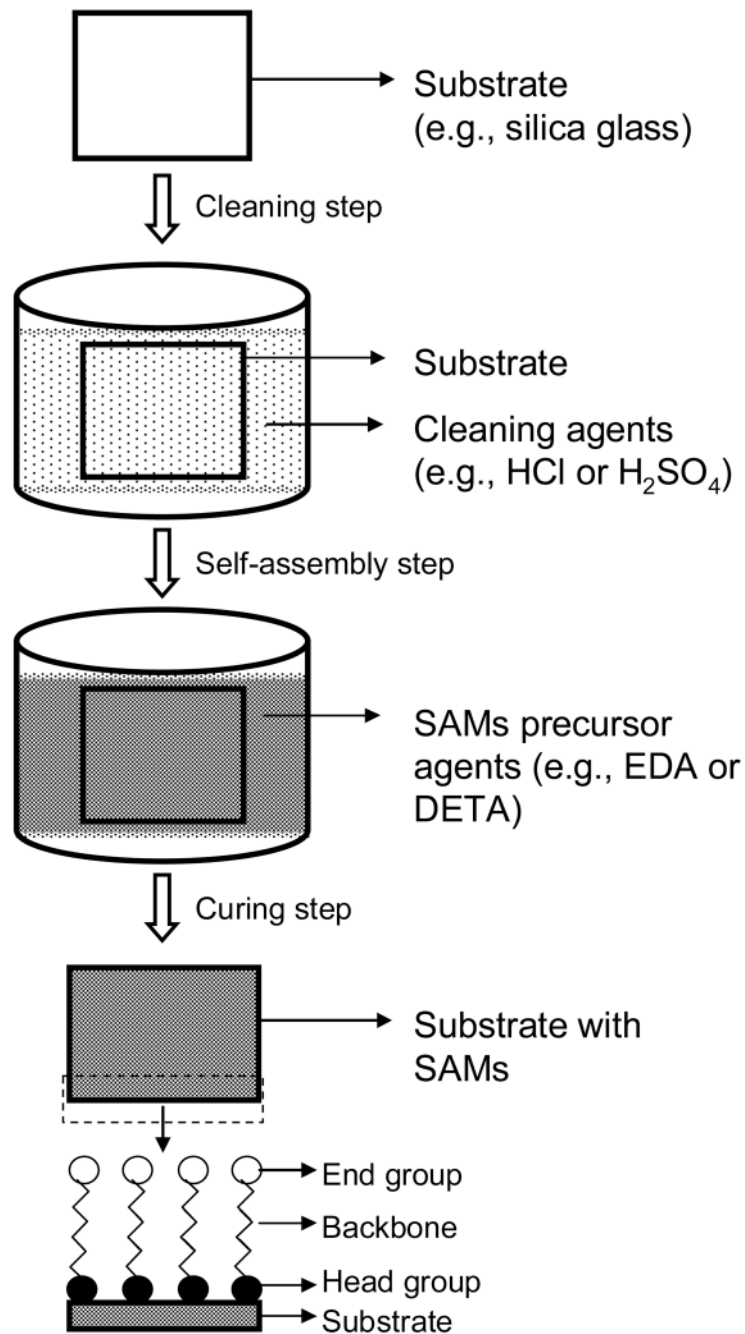 Substrate
(e.g., silica glass)
Cleaning step
Substrate
Cleaning agents
(e.g., HCl or H₂SO₄)
Self-assembly step
SAMs precursor
agents (e.g., EDA or
DETA)
Curing step
Substrate with
SAMs
End group
Backbone
Head group
Substrate